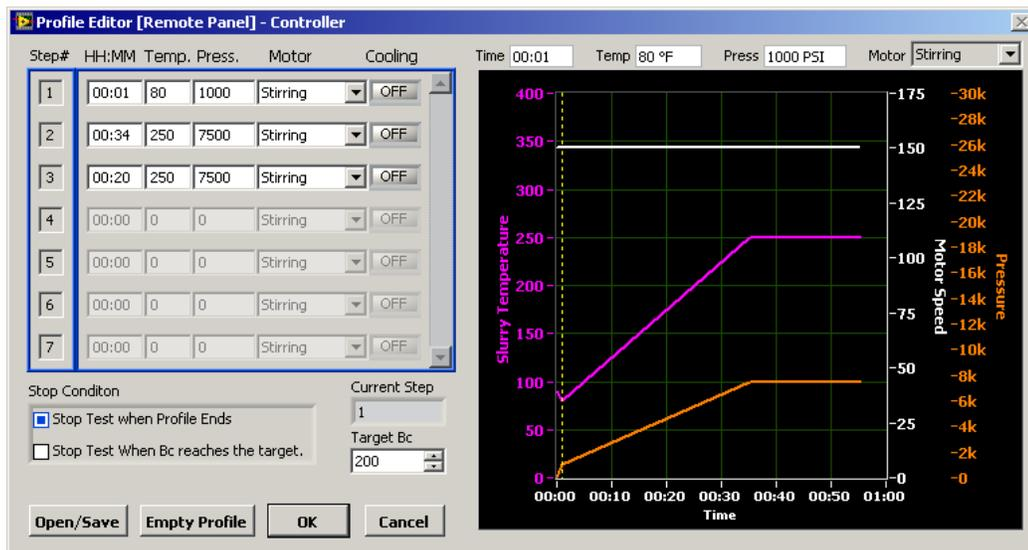 Profile Editor [Remote Panel] - Controller
Step# HH:MM Temp. Press. Motor Cooling
1 00:01 80 1000 Stirring OFF
2 00:34 250 7500 Stirring OFF
3 00:20 250 7500 Stirring OFF
4 00:00 0 0 Stirring OFF
5 00:00 0 0 Stirring OFF
6 00:00 0 0 Stirring OFF
7 00:00 0 0 Stirring OFF
Stop Conditon
Stop Test when Profile Ends
Stop Test When Bc reaches the target.
Current Step
1
Target Bc
200
Open/Save Empty Profile OK Cancel
Time 00:01 Temp 80 °F Press 1000 PSI Motor Stirring
Slurry Temperature
400
350
300
250
200
150
100
50
0
175
150
125
100
75
50
25
0
Motor Speed
30k
28k
26k
24k
22k
20k
18k
16k
14k
12k
10k
8k
6k
4k
2k
0
Pressure
00:00 00:10 00:20 00:30 00:40 00:50 01:00
Time